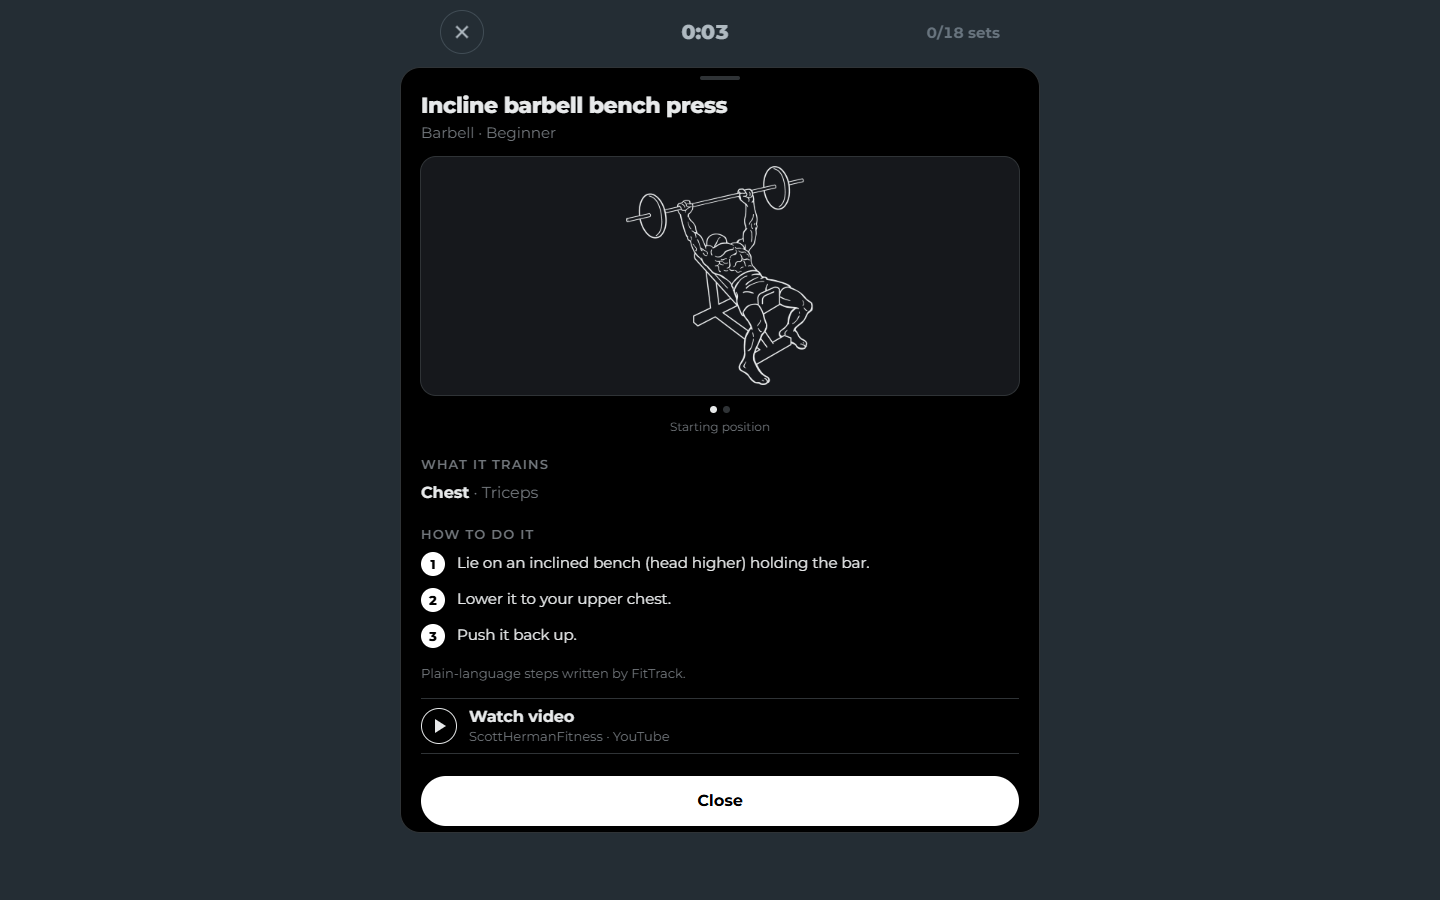 0:03
0/18 sets
Incline barbell bench press
Barbell · Beginner
Starting position
WHAT IT TRAINS
Chest · Triceps
HOW TO DO IT
1 Lie on an inclined bench (head higher) holding the bar.
2 Lower it to your upper chest.
3 Push it back up.
Plain-language steps written by FitTrack.
Watch video
ScottHermanFitness · YouTube
Close